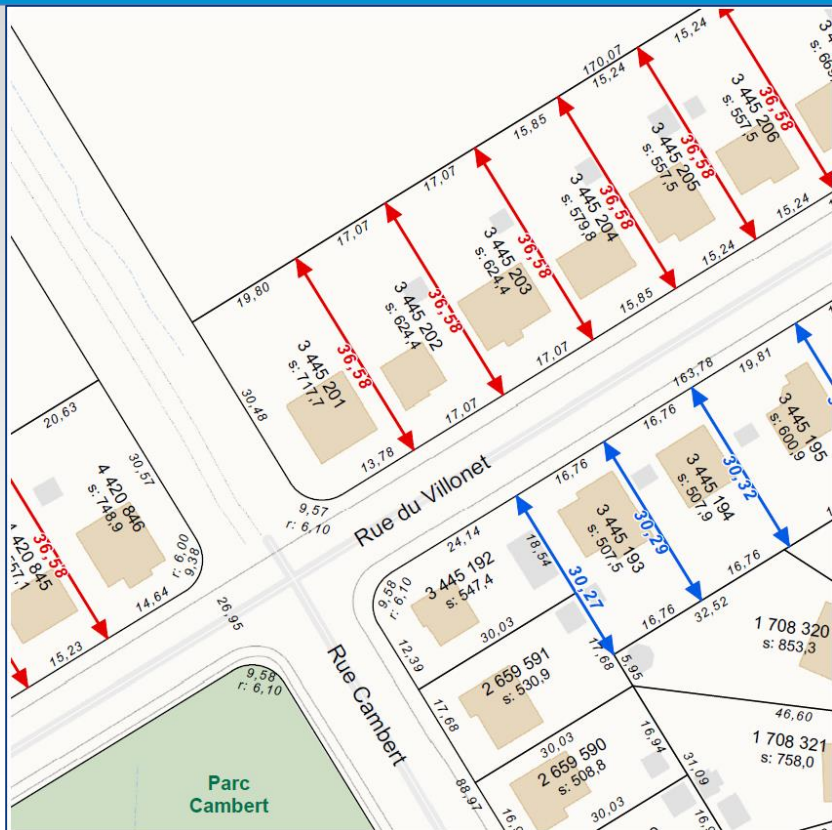 15,24
170,07
15,24
15,85
17,07
17,07
19,80
36,58
36,58
36,58
36,58
36,58
36,58
3 445 206
s: 557,5
3 445 205
s: 557,5
3 445 204
s: 579,8
3 445 203
s: 624,4
3 445 202
s: 624,4
3 445 201
s: 717,7
30,48
15,24
15,24
15,85
17,07
17,07
13,78
9,57
r: 6,10
Rue du Villonet
20,63
30,57
4 420 846
s: 748,9
r: 6,00
9,38
36,58
14,64
15,23
26,95
163,78
19,81
16,76
16,76
24,14
3 445 195
s: 600,9
3 445 194
s: 507,9
30,32
3 445 193
s: 507,5
30,29
18,54
30,27
3 445 192
s: 547,4
9,58
r: 6,10
12,39
30,03
16,76
16,76
32,52
17,68
5,95
1 708 320
s: 853,3
2 659 591
s: 530,9
17,68
30,03
46,60
16,94
31,09
1 708 321
s: 758,0
2 659 590
s: 508,8
88,97
30,03
Rue Cambert
9,58
r: 6,10
Parc
Cambert